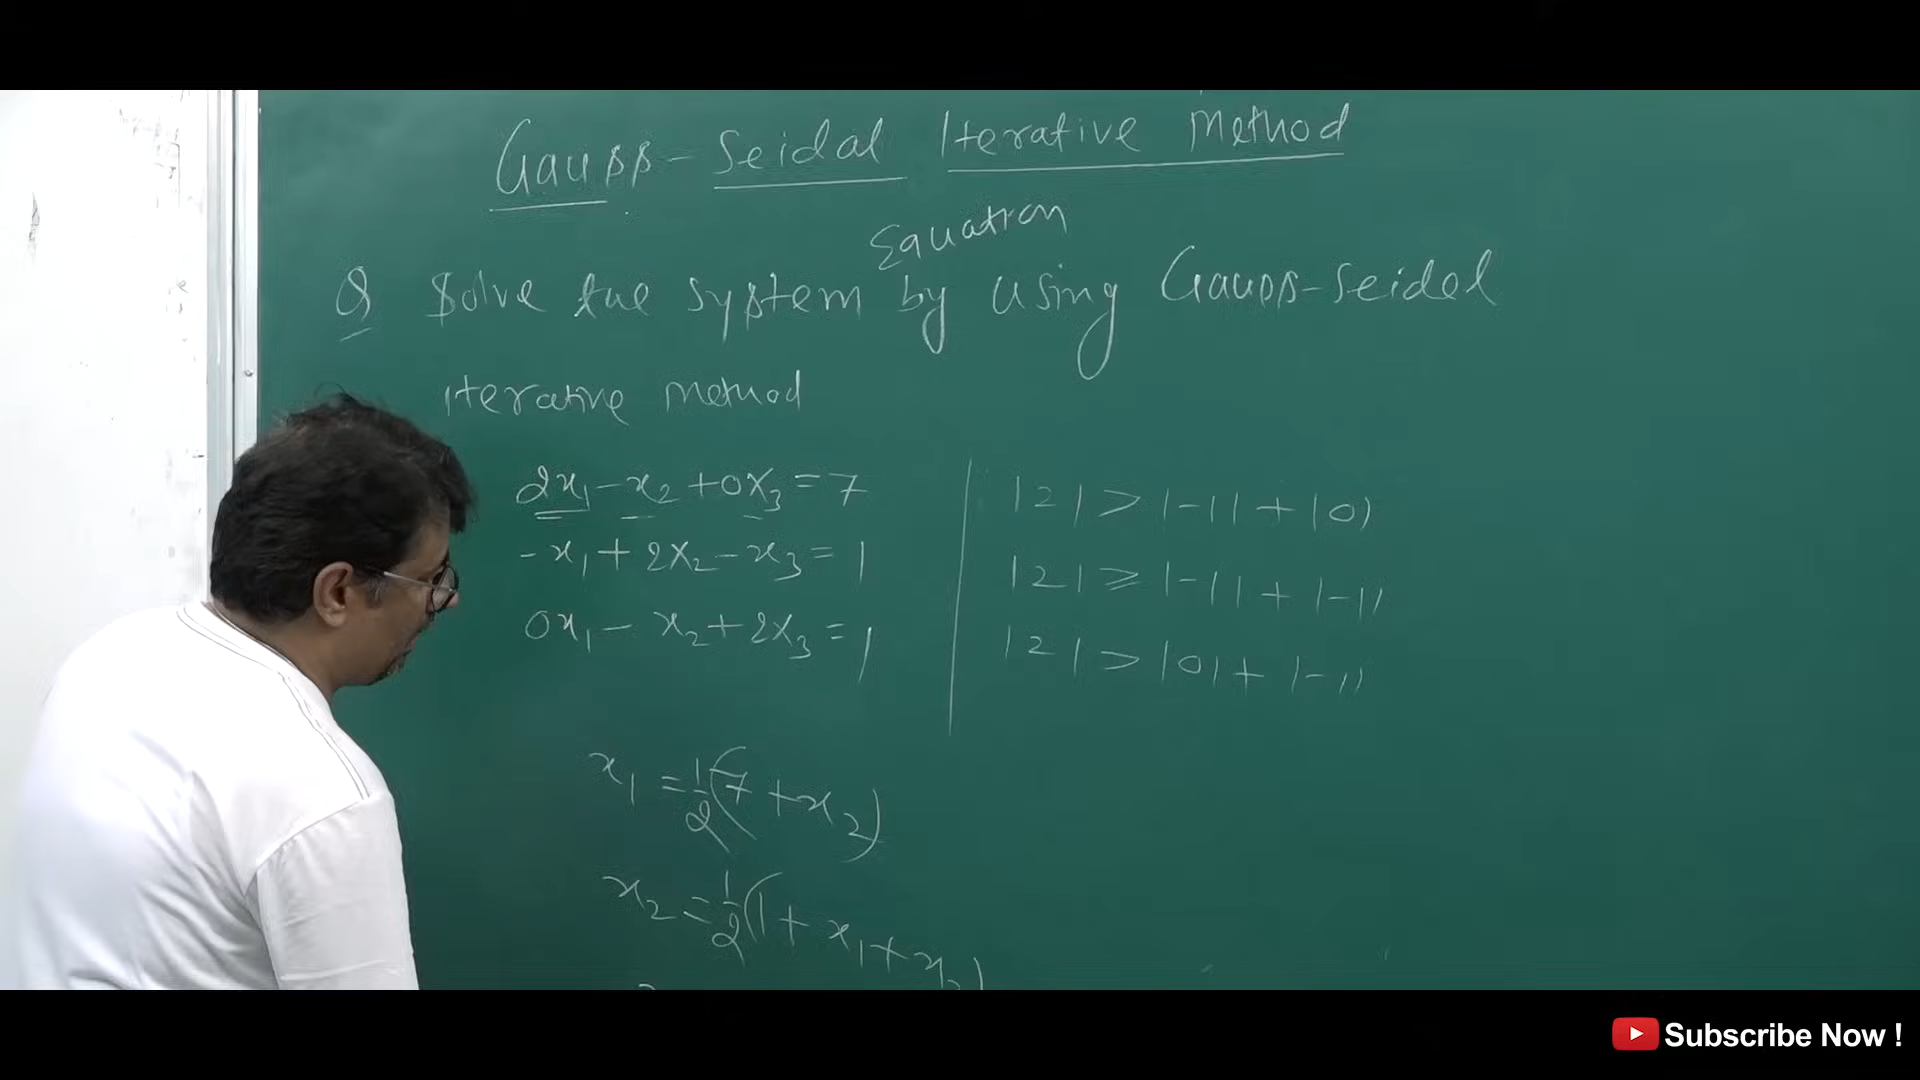 Gauss-Seidal Iterative Method
Equation
Q Solve the system by using Gauss-Seidel
Iterative Method
2x₁-x₂+0x₃=7
-x₁+2x₂-x₃=1
0x₁-x₂+2x₃=1
|2|>|-1|+|0|
|2|≥|-1|+|-1|
|2|>|0|+|-1|
x₁=1/2(7+x₂)
x₂=1/2(1+x₁+x₃)
Subscribe Now !